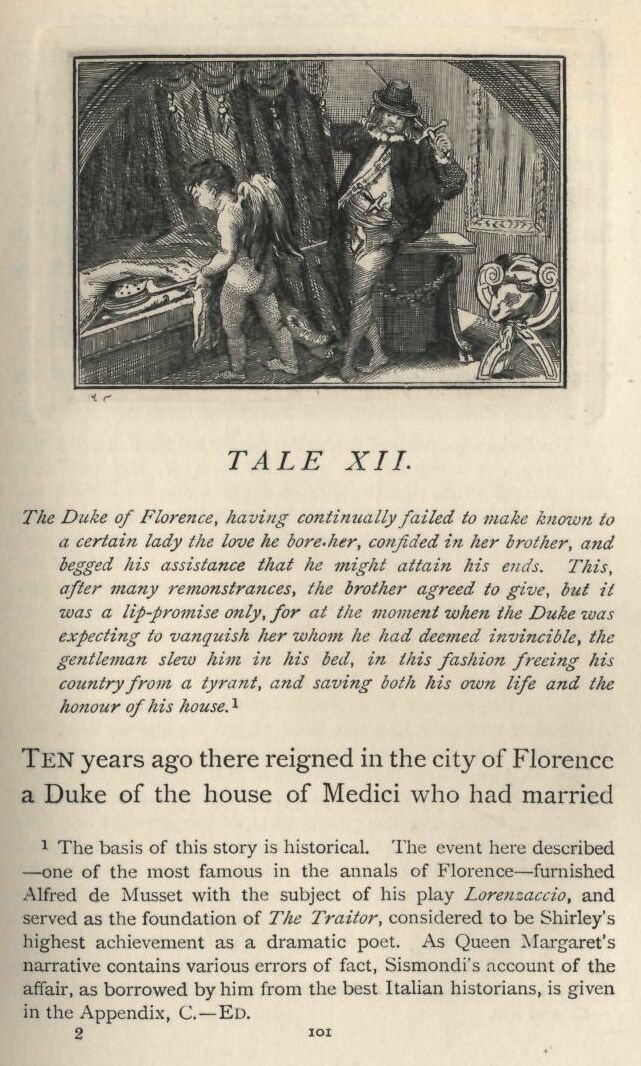 TALE XII.
The Duke of Florence, having continually failed to make known to
a certain lady the love he bore her, confided in her brother, and
begged his assistance that he might attain his ends. This,
after many remonstrances, the brother agreed to give, but it
was a lip-promise only, for at the moment when the Duke was
expecting to vanquish her whom he had deemed invincible, the
gentleman slew him in his bed, in this fashion freeing his
country from a tyrant, and saving both his own life and the
honour of his house.1
TEN years ago there reigned in the city of Florence
a Duke of the house of Medici who had married
1 The basis of this story is historical. The event here described
—one of the most famous in the annals of Florence—furnished
Alfred de Musset with the subject of his play Lorenzaccio, and
served as the foundation of The Traitor, considered to be Shirley's
highest achievement as a dramatic poet. As Queen Margaret's
narrative contains various errors of fact, Sismondi's account of the
affair, as borrowed by him from the best Italian historians, is given
in the Appendix, C.—ED.
2 101